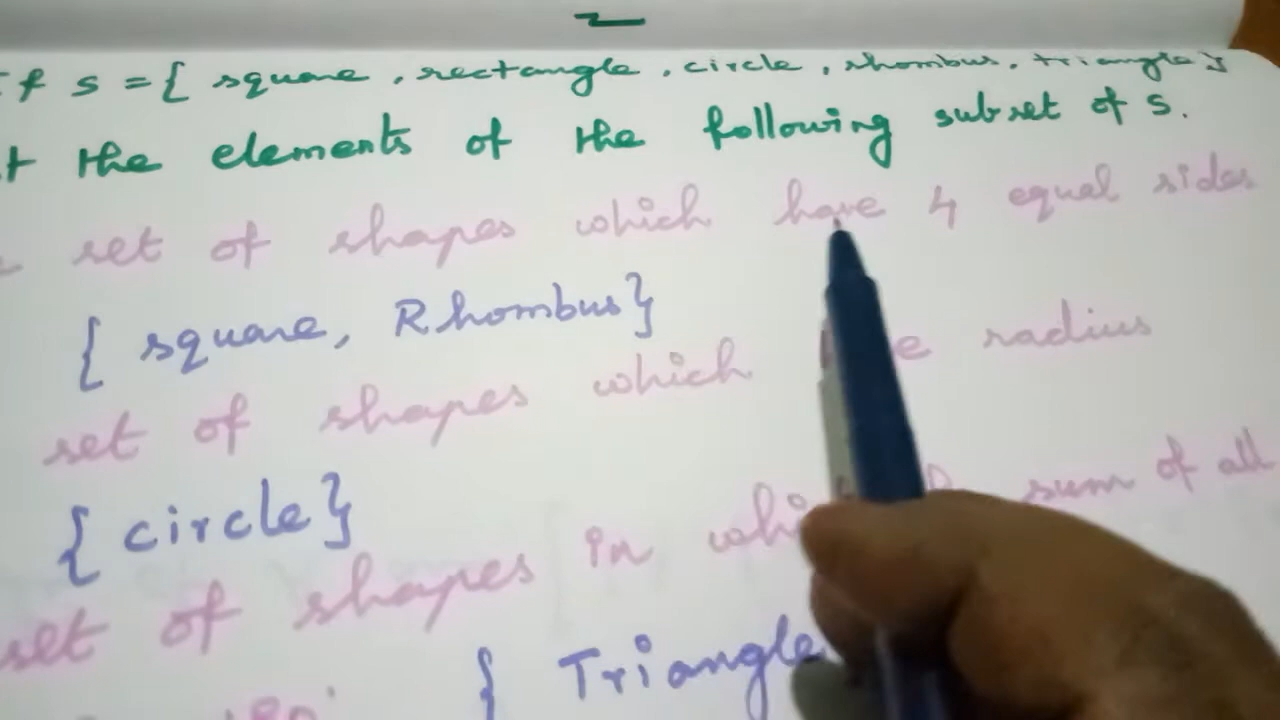 If S = { square, rectangle, circle, rhombus, triangle }
the elements of the following subset of S.
set of shapes which have 4 equal sides
{ square, Rhombus}
set of shapes which radius
{ circle}
set of shapes in sum of all
{ Triangle
180°